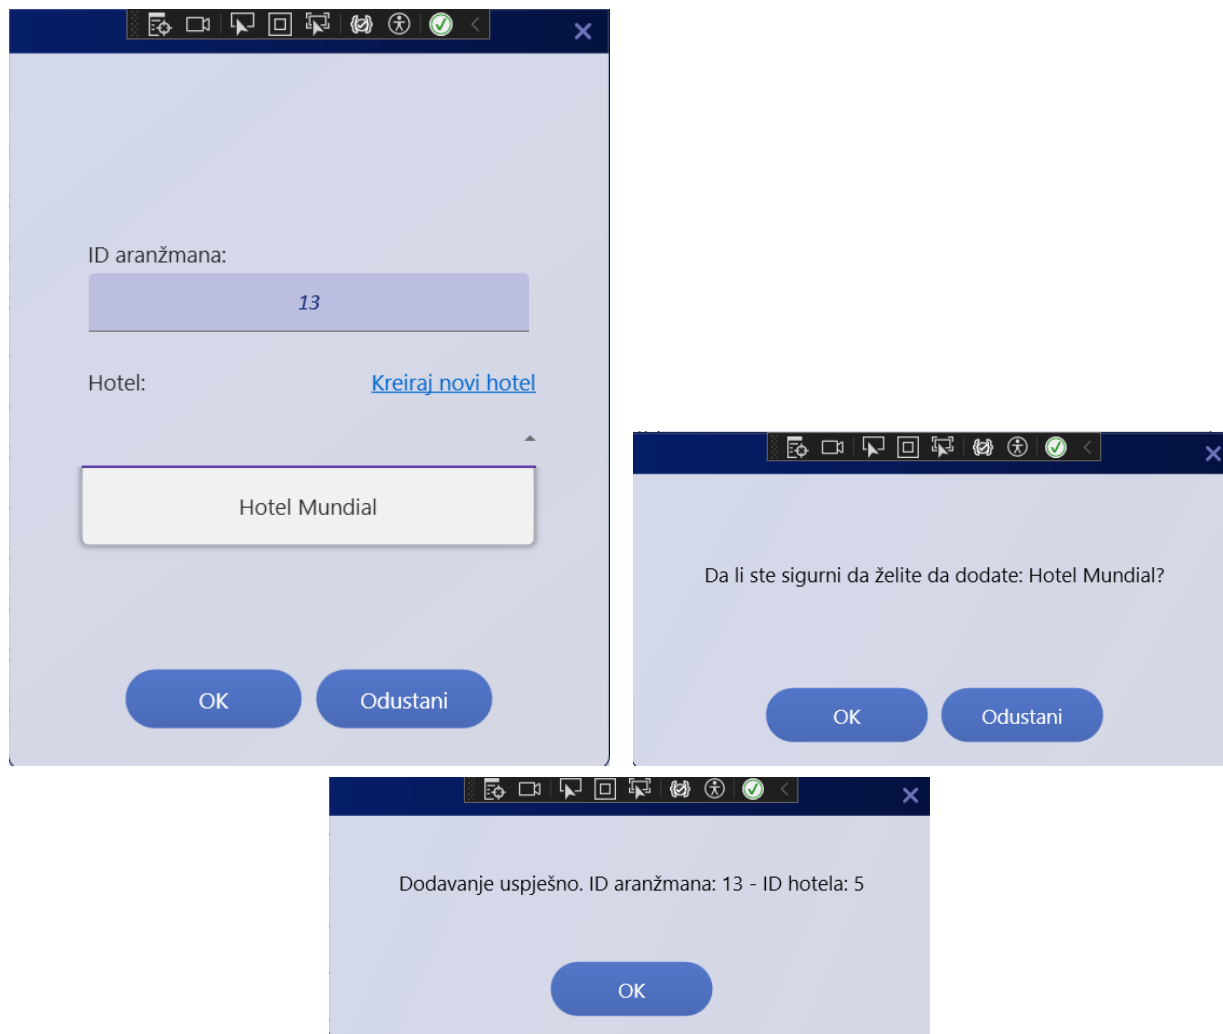 ID aranžmana:
13
Hotel: Kreiraj novi hotel
Hotel Mundial
OK Odustani
Da li ste sigurni da želite da dodate: Hotel Mundial?
OK Odustani
Dodavanje uspješno. ID aranžmana: 13 - ID hotela: 5
OK